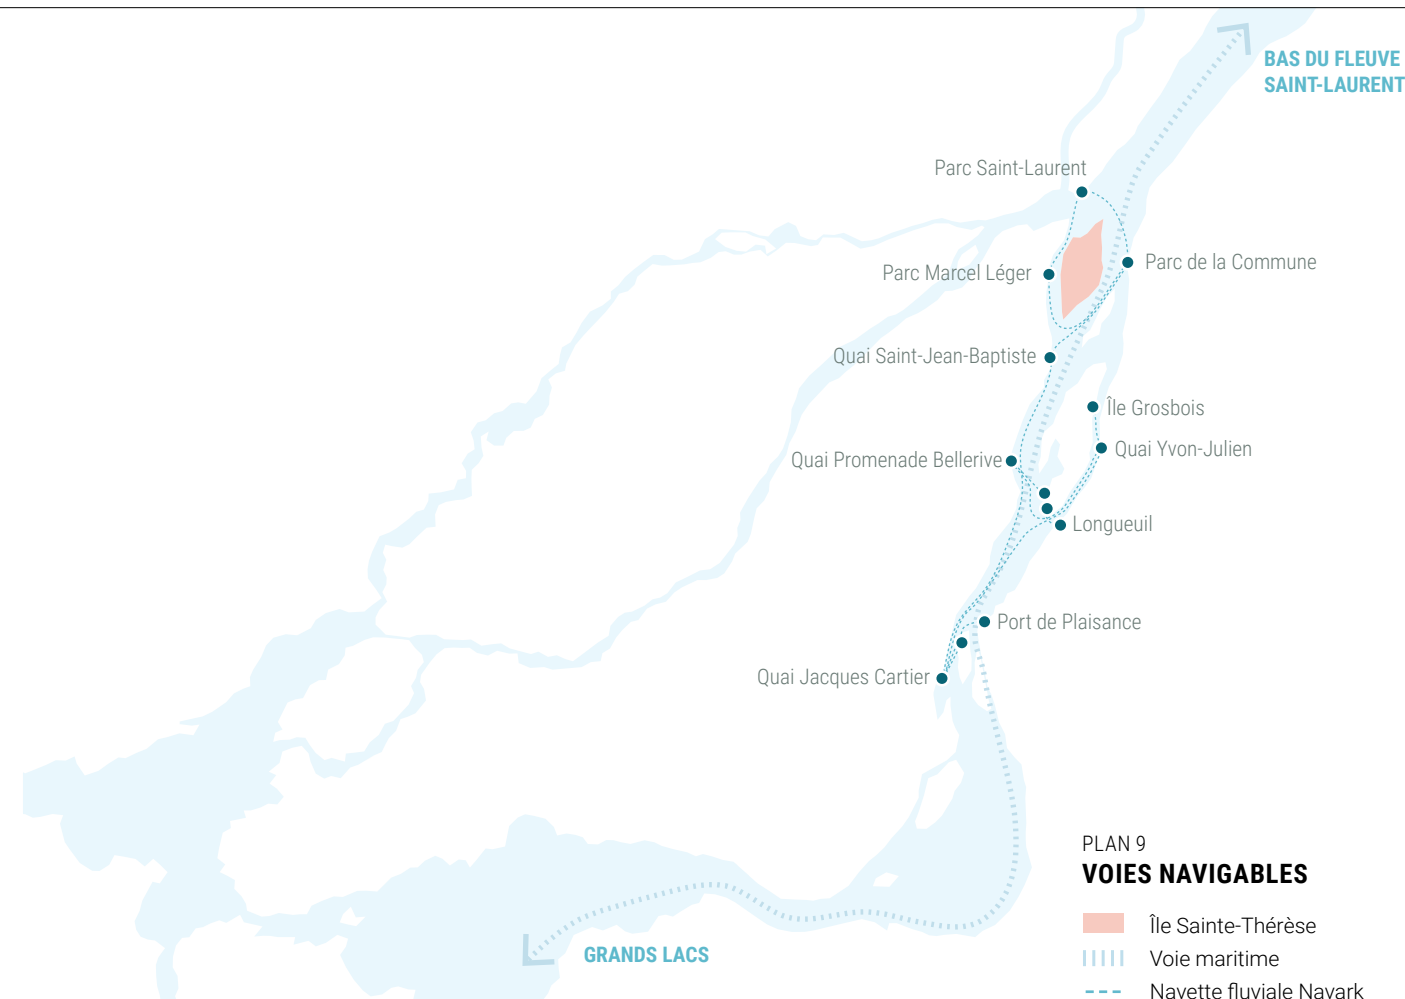 BAS DU FLEUVE
SAINT-LAURENT
Parc Saint-Laurent
Parc de la Commune
Parc Marcel Léger
Quai Saint-Jean-Baptiste
Île Grosbois
Quai Yvon-Julien
Quai Promenade Bellerive
Longueuil
Port de Plaisance
Quai Jacques Cartier
GRANDS LACS
PLAN 9
VOIES NAVIGABLES
Île Sainte-Thérèse
Voie maritime
Navette fluviale Navark